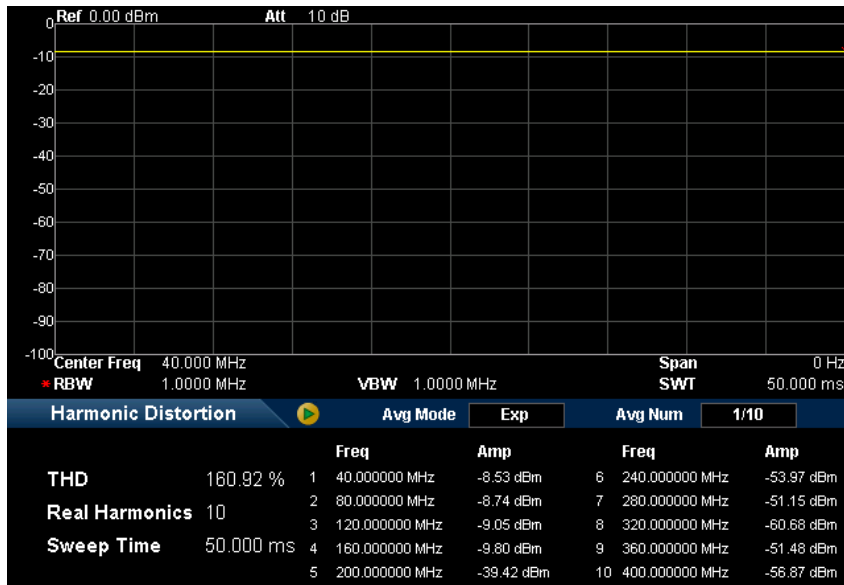 Ref 0.00 dBm Att 10 dB
0
-10
-20
-30
-40
-50
-60
-70
-80
-90
-100
Center Freq 40.000 MHz Span 0 Hz
*RBW 1.0000 MHz VBW 1.0000 MHz SWT 50.000 ms
Harmonic Distortion Avg Mode Exp Avg Num 1/10
Freq Amp Freq Amp
THD 160.92 % 1 40.000000 MHz -8.53 dBm 6 240.000000 MHz -53.97 dBm
2 80.000000 MHz -8.74 dBm 7 280.000000 MHz -51.15 dBm
Real Harmonics 10 3 120.000000 MHz -9.05 dBm 8 320.000000 MHz -60.68 dBm
Sweep Time 50.000 ms 4 160.000000 MHz -9.80 dBm 9 360.000000 MHz -51.48 dBm
5 200.000000 MHz -39.42 dBm 10 400.000000 MHz -56.87 dBm